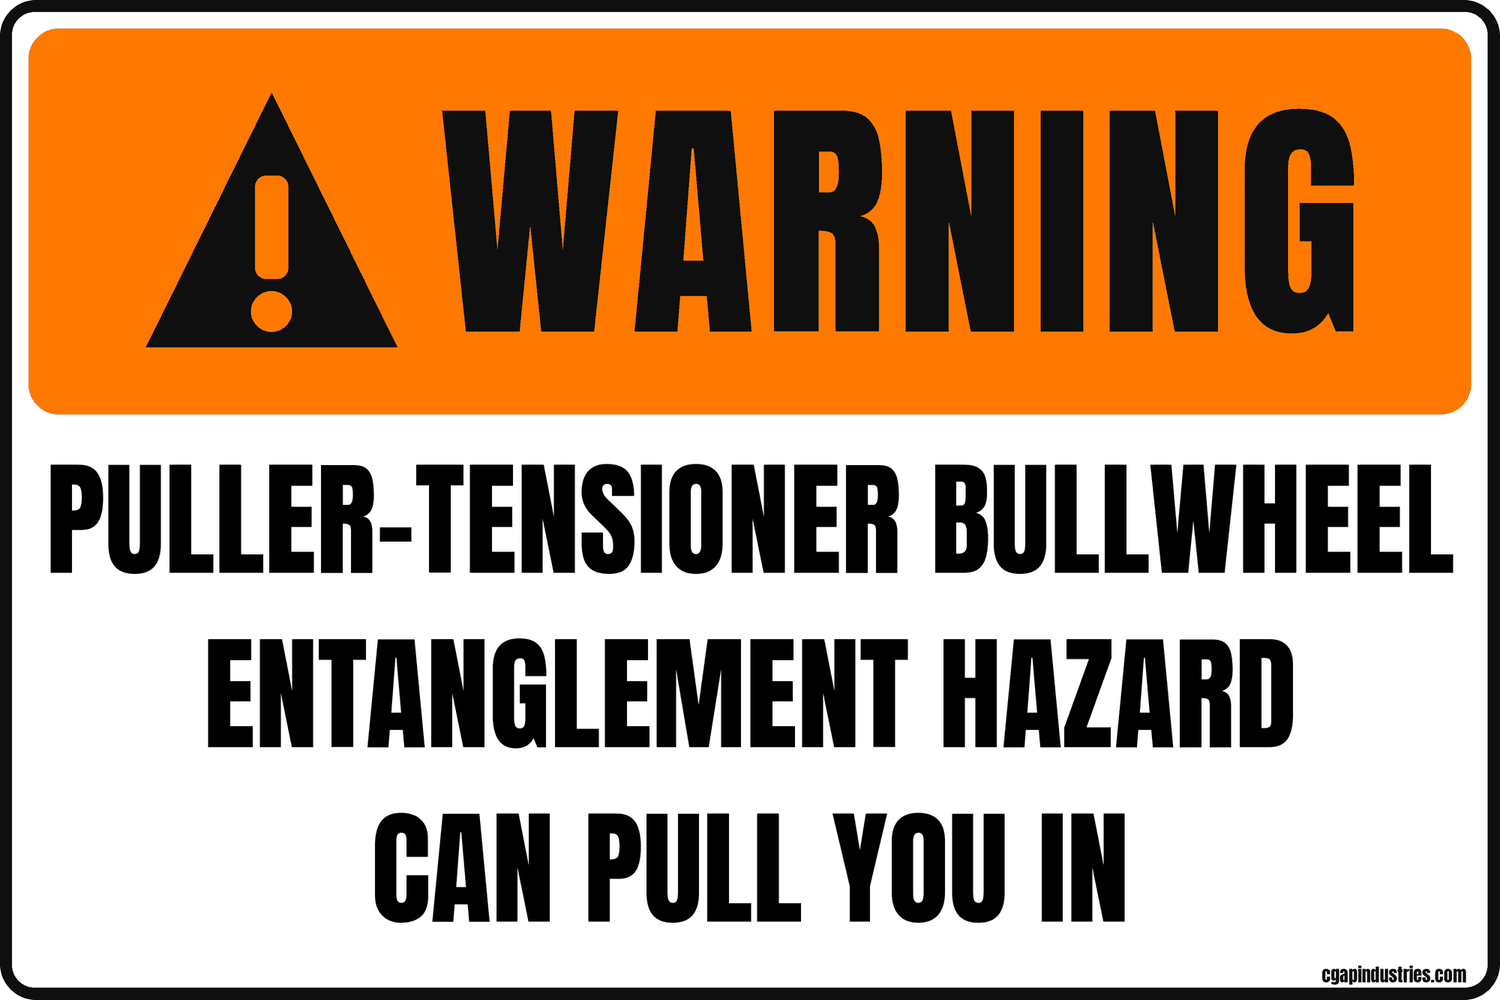 WARNING
PULLER-TENSIONER BULLWHEEL
ENTANGLEMENT HAZARD
CAN PULL YOU IN
cgapindustries.com